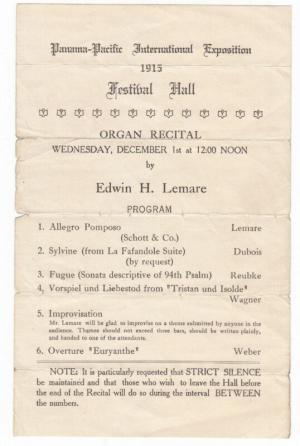 Panama-Pacific International Exposition
1915
Festival Hall
ORGAN RECITAL
WEDNESDAY, DECEMBER 1st at 12:00 NOON
by
Edwin H. Lemare
PROGRAM
1. Allegro Pomposo Lemare
(Schott & Co.)
2. Sylvine (from La Fafandole Suite) Dubois
(by request)
3. Fugue (Sonata descriptive of 94th Psalm) Reubke
4. Vorspiel und Liebestod from "Tristan und Isolde"
Wagner
5. Improvisation
Mr. Lemare will be glad to improvise on a theme submitted by anyone in the
audience. Themes should not exceed three bars, should be written plainly,
and handed to one of the attendants.
6. Overture "Euryanthe" Weber
NOTE: It is particularly requested that STRICT SILENCE
be maintained and that those who wish to leave the Hall before
the end of the Recital will do so during the interval BETWEEN
the numbers.